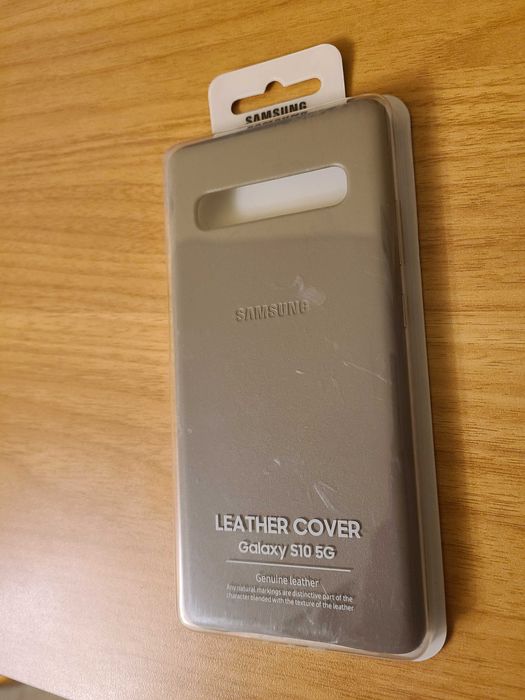 SAMSUNG
SAMSUNG
LEATHER COVER
Galaxy S10 5G
Genuine leather
Any natural markings are distinctive part of the
character blended with the texture of the leather